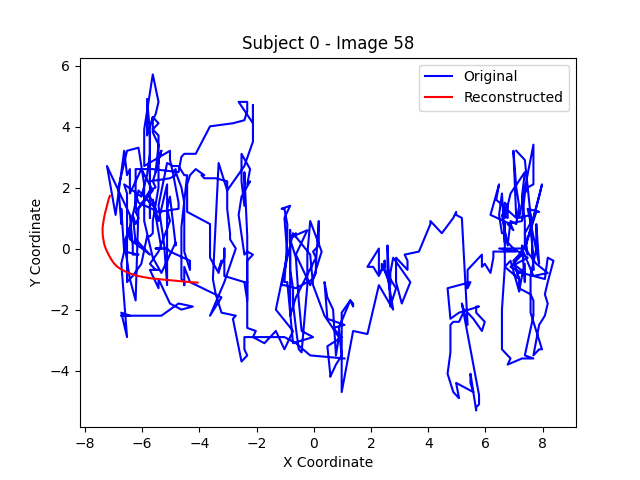 Subject 0 - Image 58
Original
Reconstructed
6
4
2
0
−2
−4
Y Coordinate
−8 −6 −4 −2 0 2 4 6 8
X Coordinate